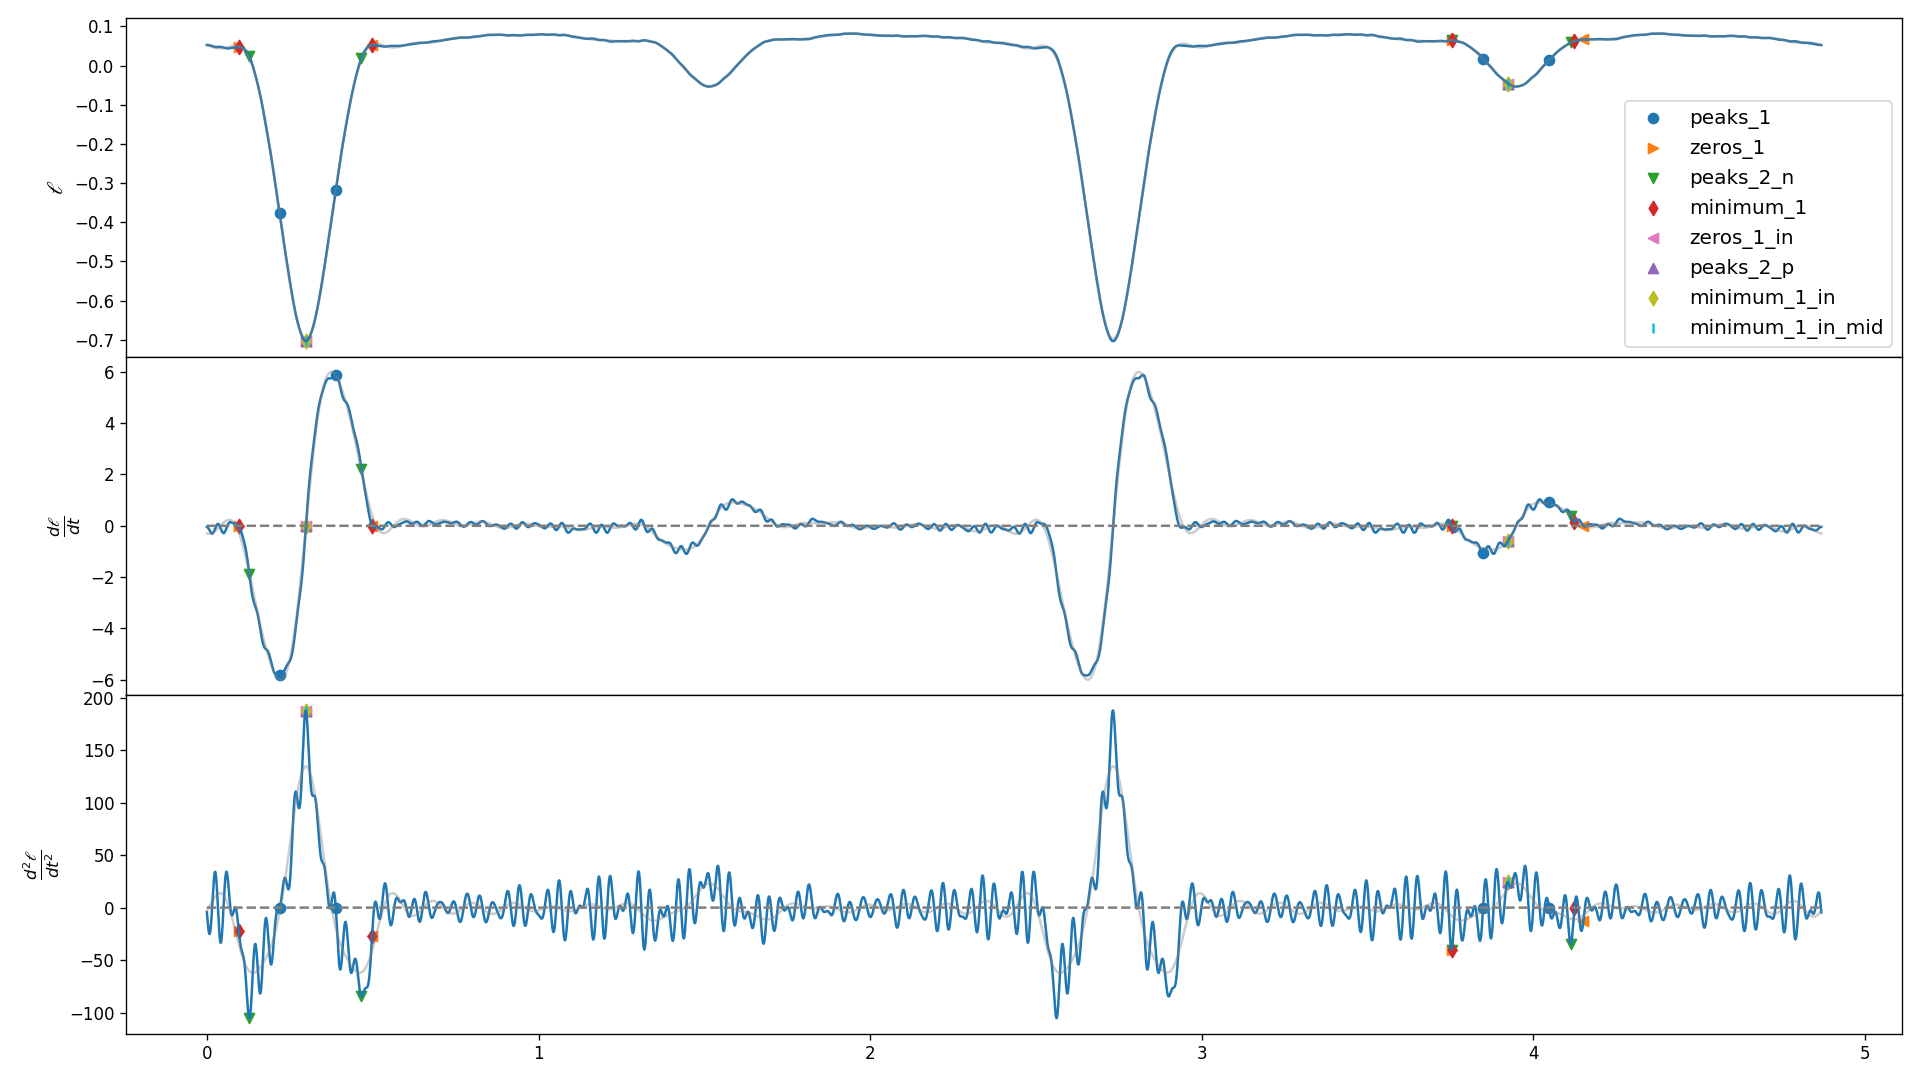 0.1
0.0
−0.1
−0.2
−0.3
−0.4
−0.5
−0.6
−0.7
ℓ
peaks_1
zeros_1
peaks_2_n
minimum_1
zeros_1_in
peaks_2_p
minimum_1_in
minimum_1_in_mid
6
4
2
0
−2
−4
−6
dℓ
dt
200
150
100
50
0
−50
−100
d²ℓ
dt²
0 1 2 3 4 5